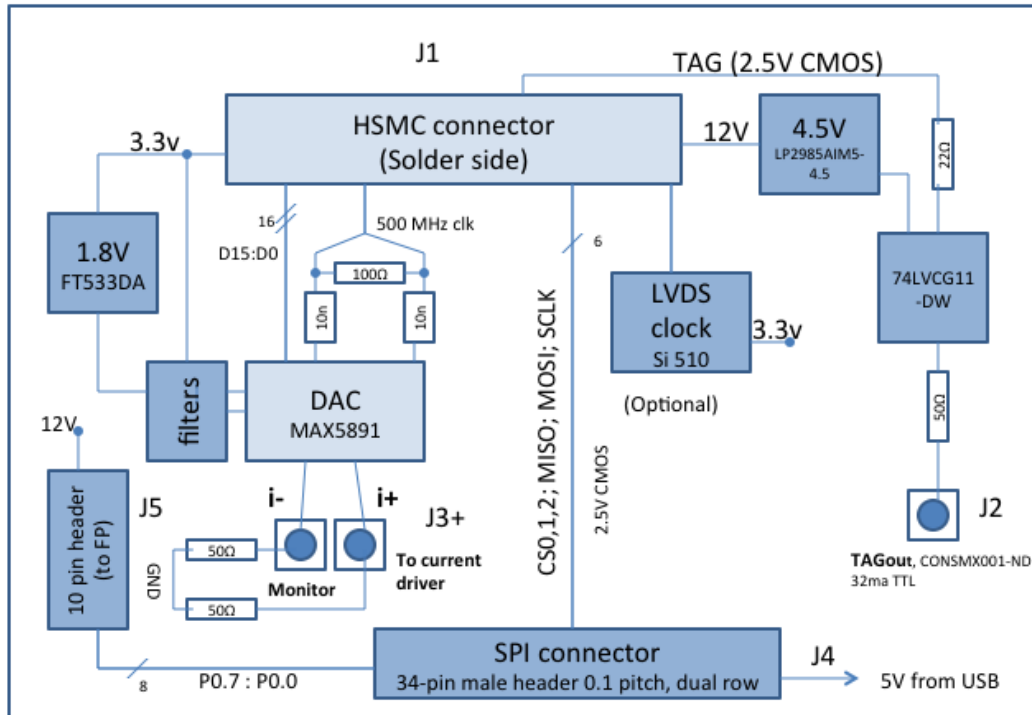 J1
TAG (2.5V CMOS)
HSMC connector
(Solder side)
3.3v
12V
4.5V
LP2985AIM5-
4.5
22Ω
1.8V
FT533DA
16
D15:D0
500 MHz clk
100Ω
10n
10n
6
LVDS
clock
Si 510
3.3v
(Optional)
74LVCG11
-DW
50Ω
filters
DAC
MAX5891
12V
10 pin header
(to FP)
J5
i-
i+
J3+
50Ω
50Ω
GND
Monitor
To current
driver
CS0,1,2; MISO; MOSI; SCLK
2.5V CMOS
J2
TAGout, CONSMX001-ND
32ma TTL
SPI connector
34-pin male header 0.1 pitch, dual row
J4
5V from USB
8
P0.7 : P0.0